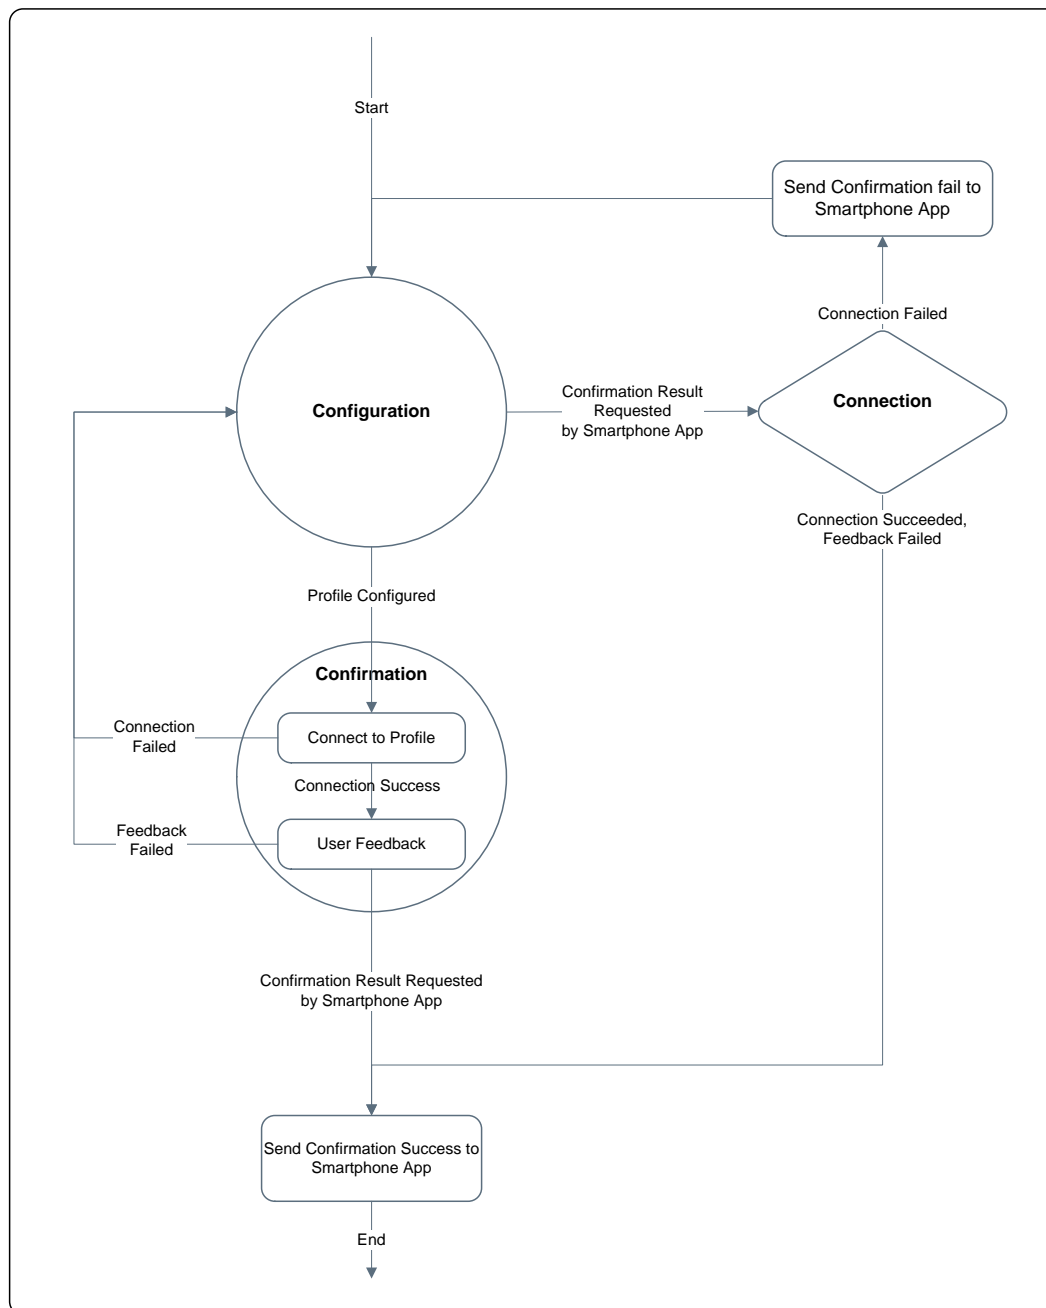 Start
Send Confirmation fail to
Smartphone App
Connection Failed
Configuration
Confirmation Result
Requested
by Smartphone App
Connection
Connection Succeeded,
Feedback Failed
Profile Configured
Confirmation
Connection
Failed
Connect to Profile
Connection Success
Feedback
Failed
User Feedback
Confirmation Result Requested
by Smartphone App
Send Confirmation Success to
Smartphone App
End